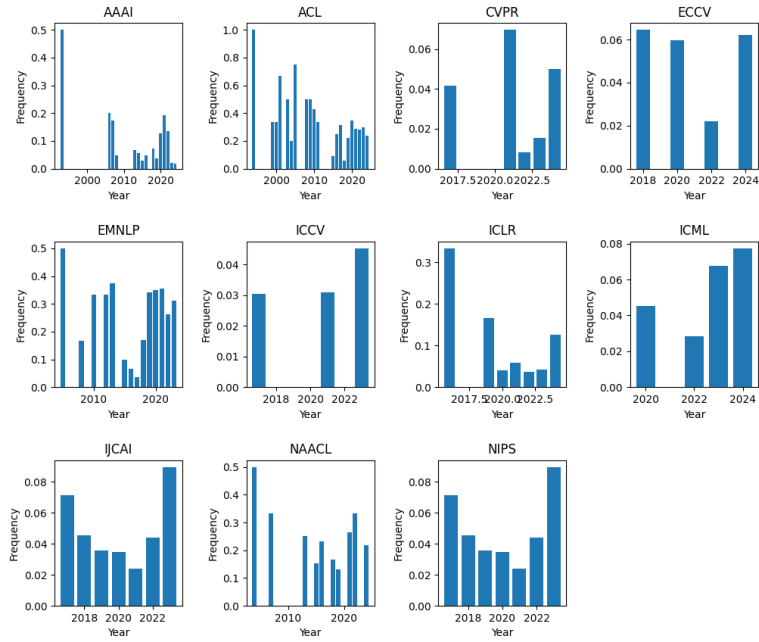 AAAI
ACL
CVPR
ECCV
Frequency
0.5
0.4
0.3
0.2
0.1
0.0
2000
2010
2020
Year
Frequency
1.0
0.8
0.6
0.4
0.2
0.0
2000
2010
2020
Year
Frequency
0.06
0.04
0.02
0.00
2017.5
2020.0
2022.5
Year
Frequency
0.06
0.04
0.02
0.00
2018
2020
2022
2024
Year
EMNLP
ICCV
ICLR
ICML
Frequency
0.5
0.4
0.3
0.2
0.1
0.0
2010
2020
Year
Frequency
0.04
0.03
0.02
0.01
0.00
2018
2020
2022
Year
Frequency
0.3
0.2
0.1
0.0
2017.5
2020.0
2022.5
Year
Frequency
0.08
0.06
0.04
0.02
0.00
2020
2022
2024
Year
IJCAI
NAACL
NIPS
Frequency
0.08
0.06
0.04
0.02
0.00
2018
2020
2022
Year
Frequency
0.5
0.4
0.3
0.2
0.1
0.0
2010
2020
Year
Frequency
0.08
0.06
0.04
0.02
0.00
2018
2020
2022
Year